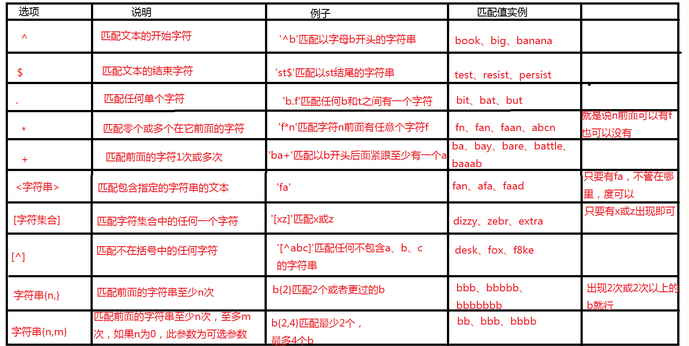 选项 说明 例子 匹配值实例
^ 匹配文本的开始字符 '^b'匹配以字母b开头的字符串 book、big、banana
$ 匹配文本的结束字符 'st$'匹配以st结尾的字符串 test、resist、persist
. 匹配任何单个字符 'b.f'匹配任何b和t之间有一个字符 bit、bat、but
* 匹配零个或多个在它前面的字符 'f*n'匹配字符n前面有任意个字符f fn、fan、faan、abcn 就是说n前面可以有f
也可以没有
+ 匹配前面的字符1次或多次 'ba+'匹配以b开头后面紧跟至少有一个a ba、bay、bare、battle、
baaab
<字符串> 匹配包含指定的字符串的文本 'fa' fan、afa、faad 只要有fa，不管在哪
里，度可以
[字符集合] 匹配字符集合中的任何一个字符 '[xz]'匹配x或z dizzy、zebr、extra 只要有x或z出现即可
[^] 匹配不在括号中的任何字符 '[^abc]'匹配任何不包含a、b、c
的字符串 desk、fox、f8ke
字符串{n,} 匹配前面的字符串至少n次 b{2}匹配2个或者更过的b bbb、bbbbb、
bbbbbbb 出现2次或2次以上的
b就行
字符串{n,m} 匹配前面的字符串至少n次，至多m
次，如果n为0，此参数为可选参数 b{2,4}匹配最少2个，
最多4个b bb、bbb、bbbb